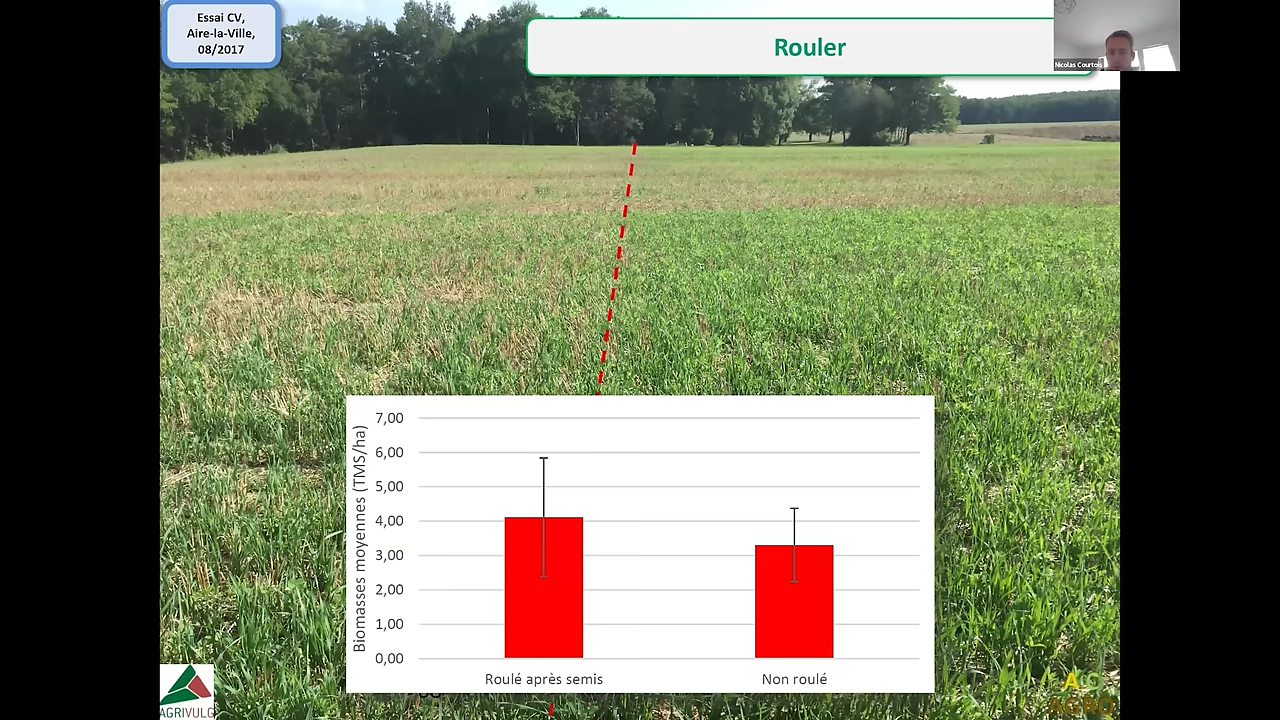 Essai CV,
Aire-la-Ville,
08/2017
Rouler
Nicolas Courtois
Biomasses moyennes (TMS/ha)
7,00
6,00
5,00
4,00
3,00
2,00
1,00
0,00
Roulé après semis
Non roulé
AGRIVULG
AGRO